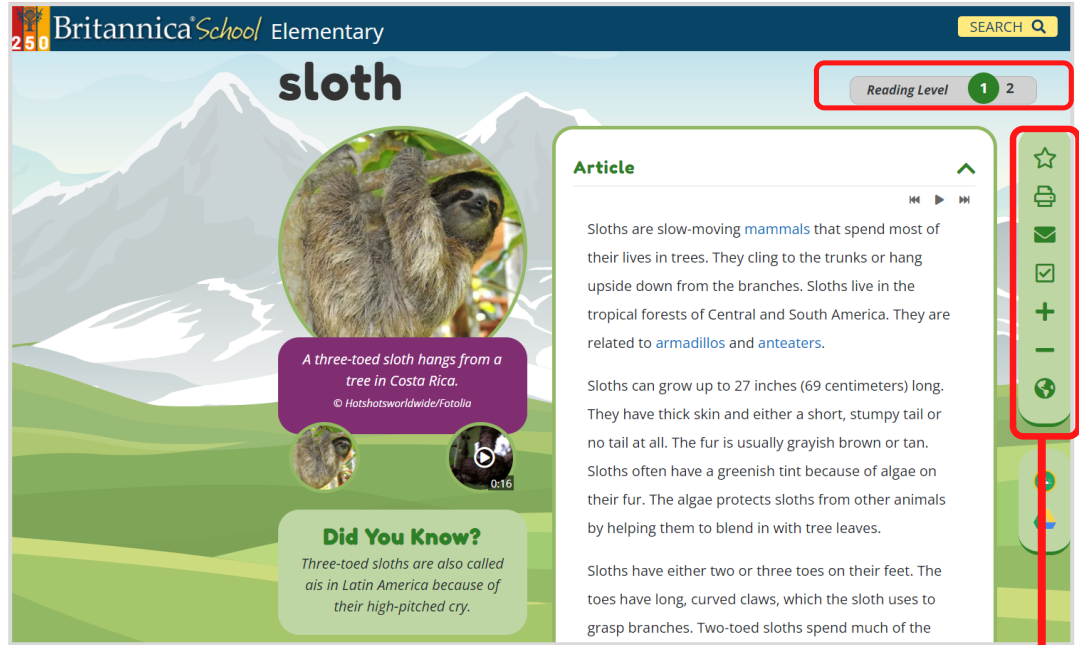 250
Britannica® School Elementary
SEARCH
sloth
Reading Level 1 2
A three-toed sloth hangs from a
tree in Costa Rica.
© Hotshotsworldwide/Fotolia
0:16
Did You Know?
Three-toed sloths are also called
ais in Latin America because of
their high-pitched cry.
Article
Sloths are slow-moving mammals that spend most of
their lives in trees. They cling to the trunks or hang
upside down from the branches. Sloths live in the
tropical forests of Central and South America. They are
related to armadillos and anteaters.
Sloths can grow up to 27 inches (69 centimeters) long.
They have thick skin and either a short, stumpy tail or
no tail at all. The fur is usually grayish brown or tan.
Sloths often have a greenish tint because of algae on
their fur. The algae protects sloths from other animals
by helping them to blend in with tree leaves.
Sloths have either two or three toes on their feet. The
toes have long, curved claws, which the sloth uses to
grasp branches. Two-toed sloths spend much of the